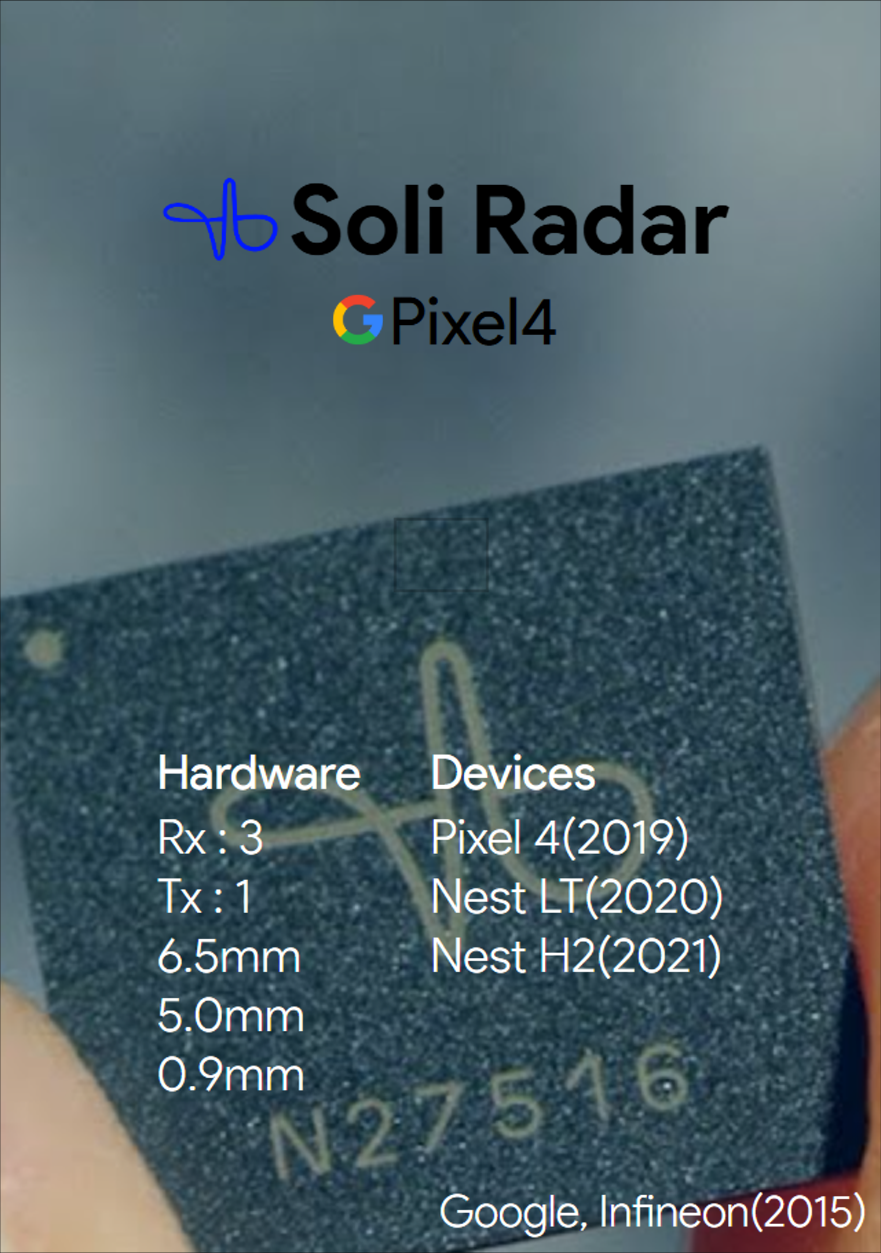 Soli Radar
Pixel4
Hardware
Rx : 3
Tx : 1
6.5mm
5.0mm
0.9mm
Devices
Pixel 4(2019)
Nest LT(2020)
Nest H2(2021)
N27516
Google, Infineon(2015)